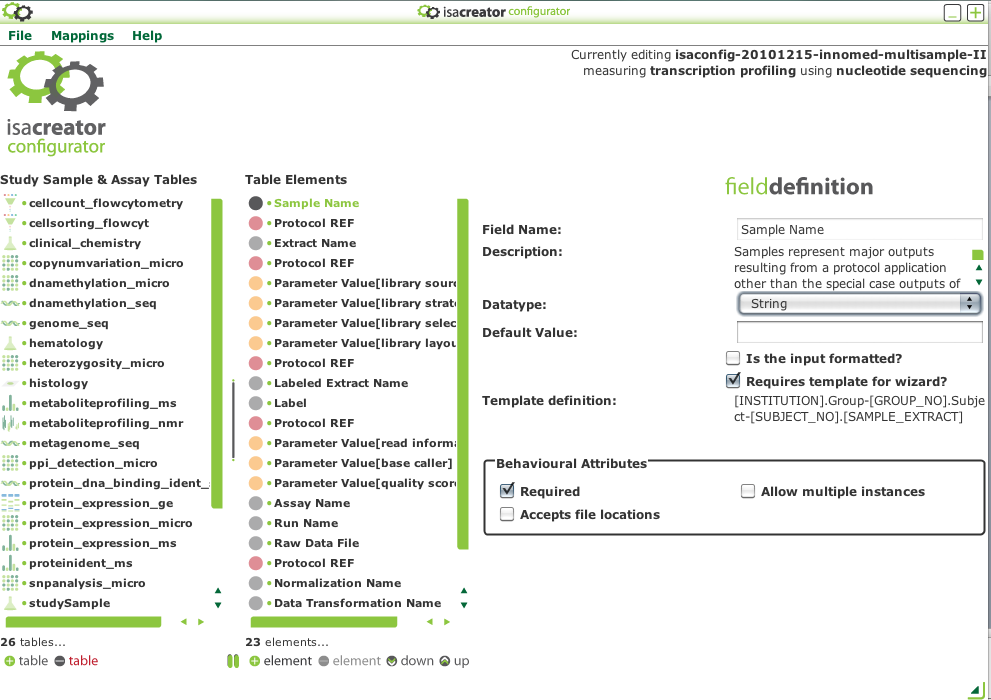 isacreator configurator
File Mappings Help
Currently editing isaconfig-20101215-innomed-multisample-II
measuring transcription profiling using nucleotide sequencing
isacreator
configurator
Study Sample & Assay Tables
cellcount_flowcytometry
cellsorting_flowcyt
clinical_chemistry
copynumvariation_micro
dnamethylation_micro
dnamethylation_seq
genome_seq
hematology
heterozygosity_micro
histology
metaboliteprofiling_ms
metaboliteprofiling_nmr
metagenome_seq
ppi_detection_micro
protein_dna_binding_ident_
protein_expression_ge
protein_expression_micro
protein_expression_ms
proteinident_ms
snpanalysis_micro
studySample
26 tables...
table table
Table Elements
Sample Name
Protocol REF
Extract Name
Protocol REF
Parameter Value[library sour
Parameter Value[library strat
Parameter Value[library selec
Parameter Value[library layou
Protocol REF
Labeled Extract Name
Label
Protocol REF
Parameter Value[read informa
Parameter Value[base caller]
Parameter Value[quality score
Assay Name
Run Name
Raw Data File
Protocol REF
Normalization Name
Data Transformation Name
23 elements...
element element down up
fielddefinition
Field Name: Sample Name
Description: Samples represent major outputs
resulting from a protocol application
other than the special case outputs of
Datatype: String
Default Value:
Is the input formatted?
Requires template for wizard?
Template definition: [INSTITUTION].Group-[GROUP_NO].Subje
ct-[SUBJECT_NO].[SAMPLE_EXTRACT]
Behavioural Attributes
Required Allow multiple instances
Accepts file locations